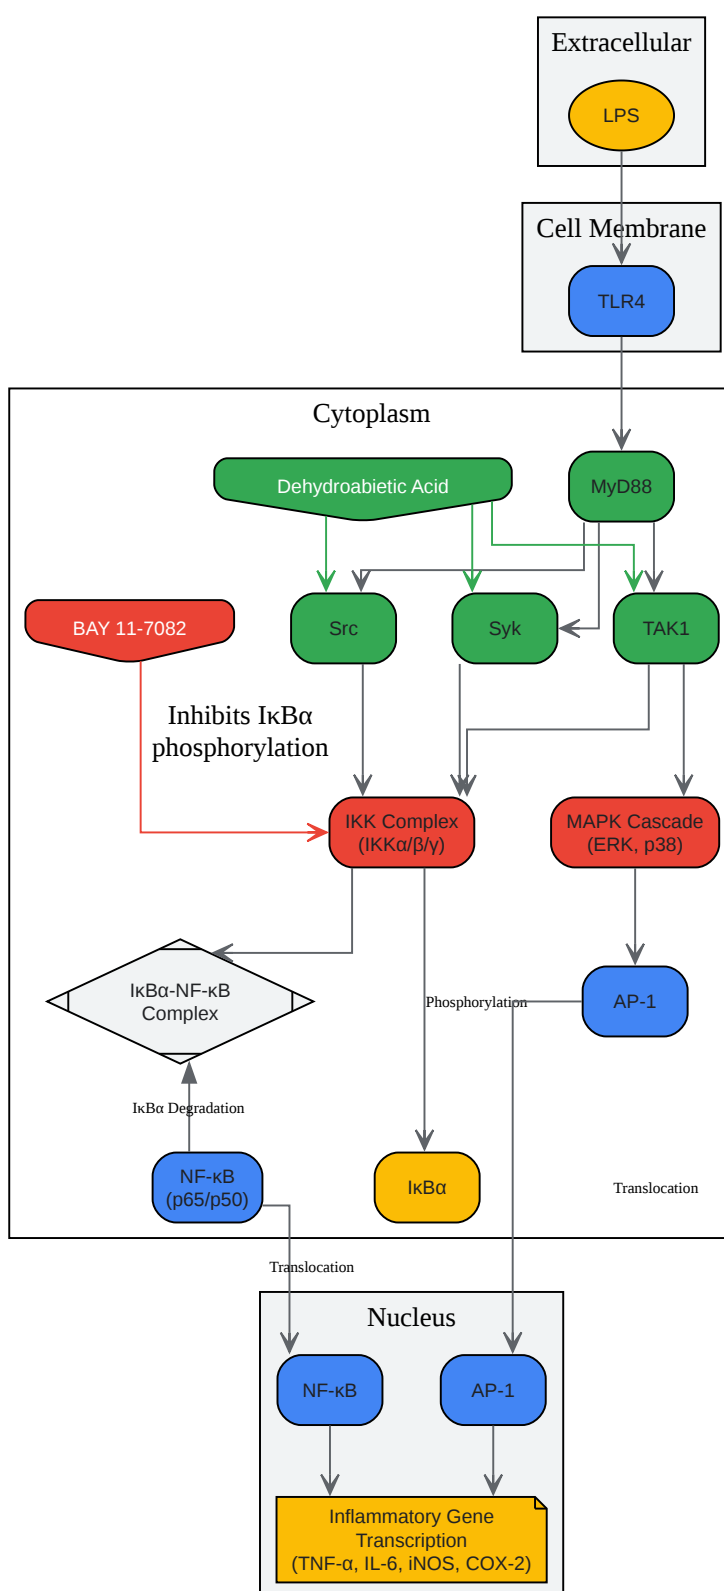 Extracellular
LPS
Cell Membrane
TLR4
Cytoplasm
Dehydroabietic Acid
MyD88
BAY 11-7082
Src
Syk
TAK1
Inhibits IκBα
phosphorylation
IKK Complex
(IKKα/β/γ)
MAPK Cascade
(ERK, p38)
IκBα-NF-κB
Complex
Phosphorylation
AP-1
IκBα Degradation
NF-κB
(p65/p50)
IκBα
Translocation
Translocation
Nucleus
NF-κB
AP-1
Inflammatory Gene
Transcription
(TNF-α, IL-6, iNOS, COX-2)